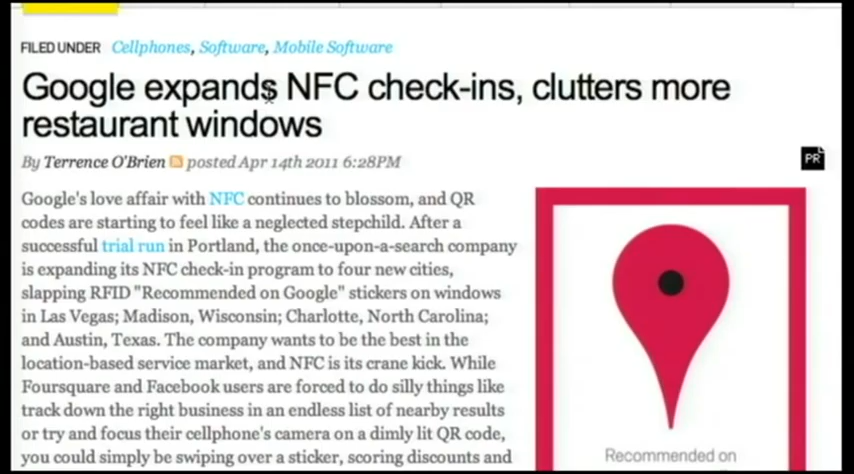 FILED UNDER Cellphones, Software, Mobile Software
Google expands NFC check-ins, clutters more
restaurant windows
By Terrence O'Brien posted Apr 14th 2011 6:28PM
PR
Google's love affair with NFC continues to blossom, and QR
codes are starting to feel like a neglected stepchild. After a
successful trial run in Portland, the once-upon-a-search company
is expanding its NFC check-in program to four new cities,
slapping RFID "Recommended on Google" stickers on windows
in Las Vegas; Madison, Wisconsin; Charlotte, North Carolina;
and Austin, Texas. The company wants to be the best in the
location-based service market, and NFC is its crane kick. While
Foursquare and Facebook users are forced to do silly things like
track down the right business in an endless list of nearby results
or try and focus their cellphone's camera on a dimly lit QR code,
you could simply be swiping over a sticker, scoring discounts and
Recommended on